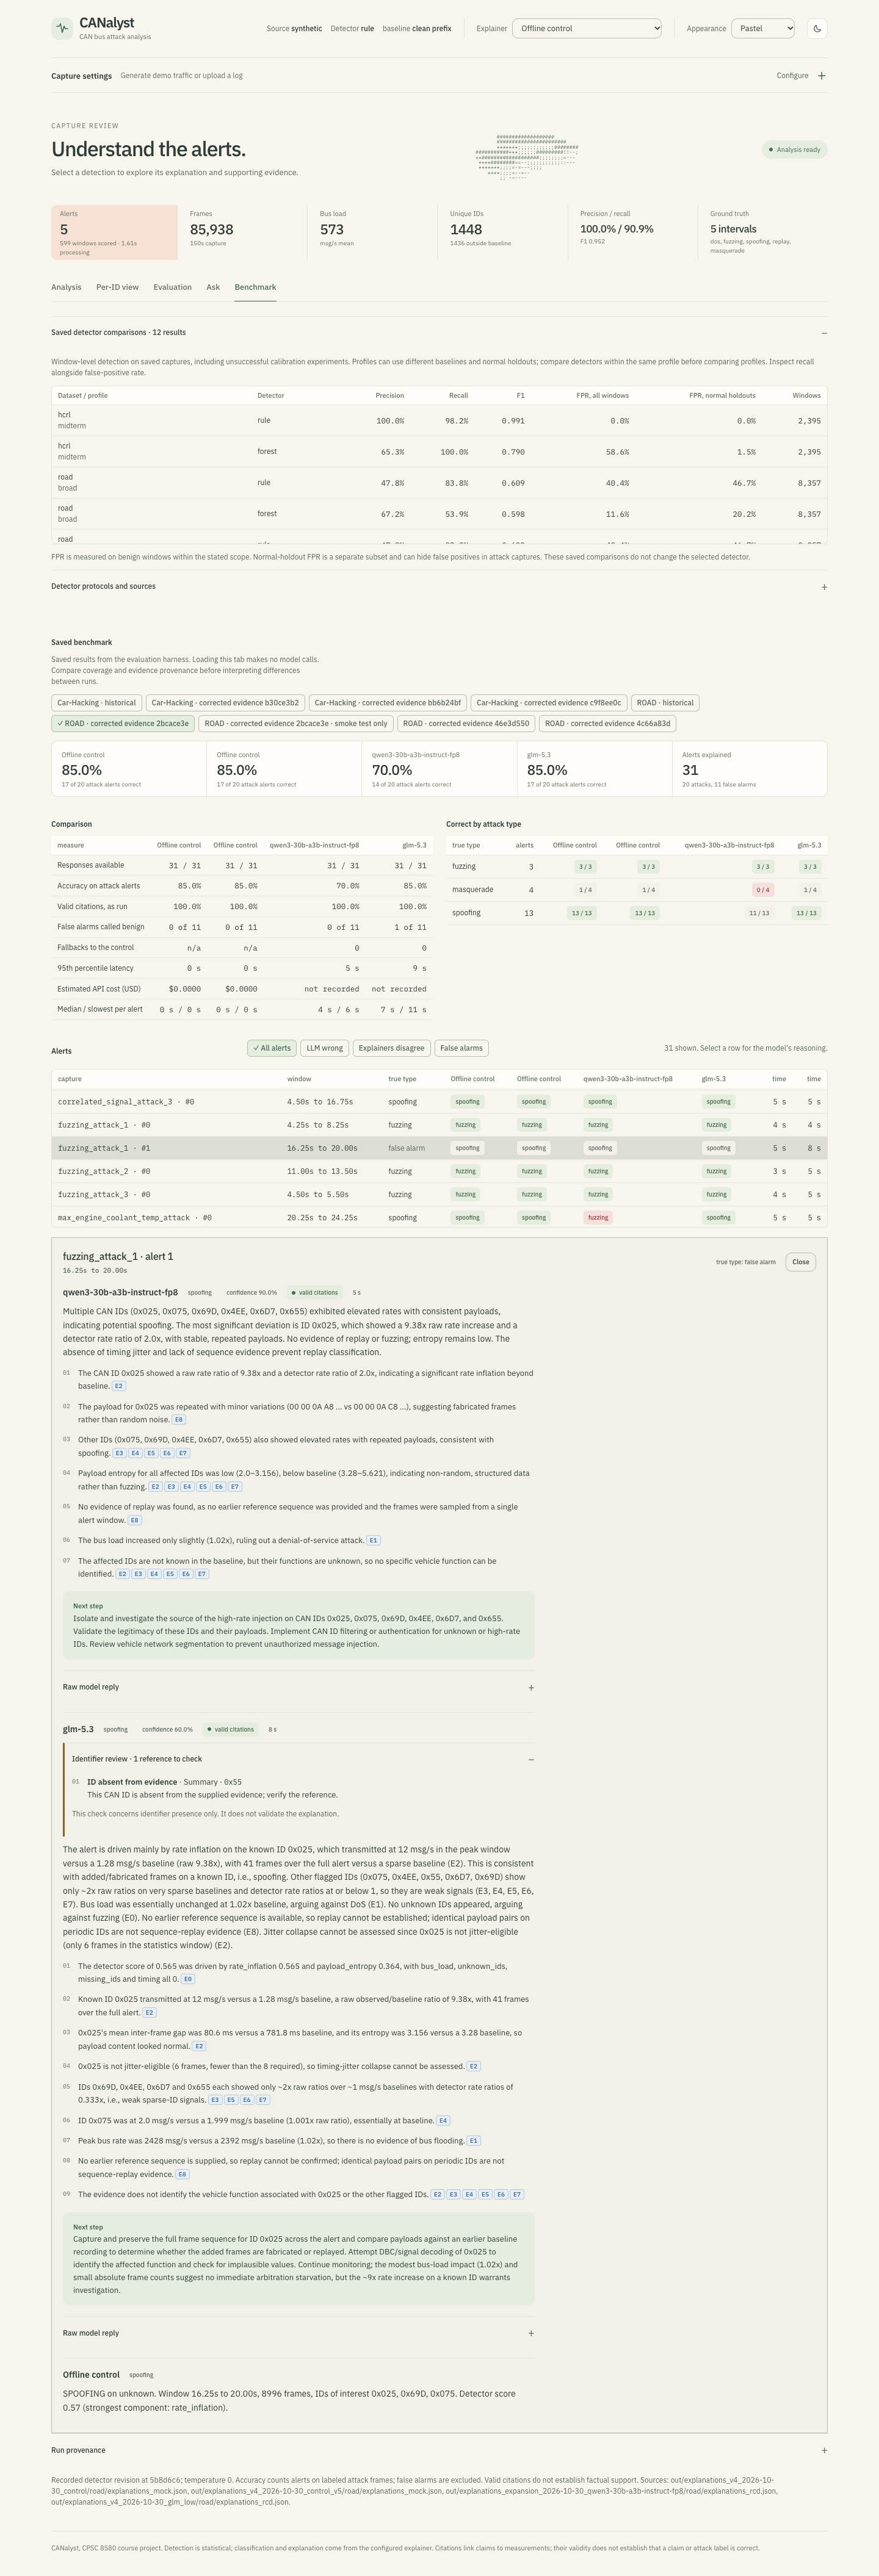 CANalyst
CAN bus attack analysis
Source synthetic Detector rule baseline clean prefix Explainer Offline control Appearance Pastel
Capture settings Generate demo traffic or upload a log Configure +
CAPTURE REVIEW
Understand the alerts.
Select a detection to explore its explanation and supporting evidence.
Analysis ready
Alerts Frames Bus load Unique IDs Precision / recall Ground truth
5 85,938 573 1448 100.0% / 90.9% 5 intervals
599 windows scored · 1.61s processing 150s capture msg/s mean 1436 outside baseline F1 0.952 dos, fuzzing, spoofing, replay, masquerade
Analysis Per-ID view Evaluation Ask Benchmark
Saved detector comparisons · 12 results −
Window-level detection on saved captures, including unsuccessful calibration experiments. Profiles can use different baselines and normal holdouts; compare detectors within the same profile before comparing profiles. Inspect recall
alongside false-positive rate.
Dataset / profile Detector Precision Recall F1 FPR, all windows FPR, normal holdouts Windows
hcrl midterm rule 100.0% 98.2% 0.991 0.0% 0.0% 2,395
hcrl midterm forest 65.3% 100.0% 0.790 58.6% 1.5% 2,395
road broad rule 47.8% 83.8% 0.609 40.4% 46.7% 8,357
road broad forest 67.2% 53.9% 0.598 11.6% 20.2% 8,357
road
FPR is measured on benign windows within the stated scope. Normal-holdout FPR is a separate subset and can hide false positives in attack captures. These saved comparisons do not change the selected detector.
Detector protocols and sources +
Saved benchmark
Saved results from the evaluation harness. Loading this tab makes no model calls.
Compare coverage and evidence provenance before interpreting differences
between runs.
Car-Hacking · historical Car-Hacking · corrected evidence b30ce3b2 Car-Hacking · corrected evidence bb6b24bf Car-Hacking · corrected evidence c9f8ee0c ROAD · historical
✓ ROAD · corrected evidence 2bcace3e ROAD · corrected evidence 2bcace3e · smoke test only ROAD · corrected evidence 46e3d550 ROAD · corrected evidence 4c66a83d
Offline control Offline control qwen3-30b-a3b-instruct-fp8 glm-5.3 Alerts explained
85.0% 85.0% 70.0% 85.0% 31
17 of 20 attack alerts correct 17 of 20 attack alerts correct 14 of 20 attack alerts correct 17 of 20 attack alerts correct 20 attacks, 11 false alarms
Comparison
measure Offline control Offline control qwen3-30b-a3b-instruct-fp8 glm-5.3
Responses available 31 / 31 31 / 31 31 / 31 31 / 31
Accuracy on attack alerts 85.0% 85.0% 70.0% 85.0%
Valid citations, as run 100.0% 100.0% 100.0% 100.0%
False alarms called benign 0 of 11 0 of 11 0 of 11 1 of 11
Fallbacks to the control n/a n/a 0 0
95th percentile latency 0 s 0 s 5 s 9 s
Estimated API cost (USD) $0.0000 $0.0000 not recorded not recorded
Median / slowest per alert 0 s / 0 s 0 s / 0 s 4 s / 6 s 7 s / 11 s
Correct by attack type
true type alerts Offline control Offline control qwen3-30b-a3b-instruct-fp8 glm-5.3
fuzzing 3 3 / 3 3 / 3 3 / 3 3 / 3
masquerade 4 1 / 4 1 / 4 0 / 4 1 / 4
spoofing 13 13 / 13 13 / 13 11 / 13 13 / 13
Alerts ✓ All alerts LLM wrong Explainers disagree False alarms 31 shown. Select a row for the model's reasoning.
capture window true type Offline control Offline control qwen3-30b-a3b-instruct-fp8 glm-5.3 time time
correlated_signal_attack_3 · #0 4.50s to 16.75s spoofing spoofing spoofing spoofing spoofing 5 s 5 s
fuzzing_attack_1 · #0 4.25s to 8.25s fuzzing fuzzing fuzzing fuzzing fuzzing 4 s 4 s
fuzzing_attack_1 · #1 16.25s to 20.00s false alarm spoofing spoofing spoofing spoofing 5 s 8 s
fuzzing_attack_2 · #0 11.00s to 13.50s fuzzing fuzzing fuzzing fuzzing fuzzing 3 s 5 s
fuzzing_attack_3 · #0 4.50s to 5.50s fuzzing fuzzing fuzzing fuzzing fuzzing 4 s 5 s
max_engine_coolant_temp_attack · #0 20.25s to 24.25s spoofing spoofing spoofing fuzzing spoofing 5 s 5 s
fuzzing_attack_1 · alert 1
16.25s to 20.00s
true type: false alarm Close
qwen3-30b-a3b-instruct-fp8 spoofing confidence 90.0% valid citations 5 s
Multiple CAN IDs (0x025, 0x075, 0x69D, 0x4EE, 0x6D7, 0x655) exhibited elevated rates with consistent payloads,
indicating potential spoofing. The most significant deviation is ID 0x025, which showed a 9.38x raw rate increase and a
detector rate ratio of 2.0x, with stable, repeated payloads. No evidence of replay or fuzzing; entropy remains low. The
absence of timing jitter and lack of sequence evidence prevent replay classification.
01 The CAN ID 0x025 showed a raw rate ratio of 9.38x and a detector rate ratio of 2.0x, indicating a significant rate inflation beyond
baseline. E2
02 The payload for 0x025 was repeated with minor variations (00 00 0A A8 ... vs 00 00 0A C8 ...), suggesting fabricated frames
rather than random noise. E8
03 Other IDs (0x075, 0x69D, 0x4EE, 0x6D7, 0x655) also showed elevated rates with repeated payloads, consistent with
spoofing. E3 E4 E5 E6 E7
04 Payload entropy for all affected IDs was low (2.0–3.156), below baseline (3.28–5.621), indicating non-random, structured data
rather than fuzzing. E2 E3 E4 E5 E6 E7
05 No evidence of replay was found, as no earlier reference sequence was provided and the frames were sampled from a single
alert window. E8
06 The bus load increased only slightly (1.02x), ruling out a denial-of-service attack. E1
07 The affected IDs are not known in the baseline, but their functions are unknown, so no specific vehicle function can be
identified. E2 E3 E4 E5 E6 E7
Next step
Isolate and investigate the source of the high-rate injection on CAN IDs 0x025, 0x075, 0x69D, 0x4EE, 0x6D7, and 0x655.
Validate the legitimacy of these IDs and their payloads. Implement CAN ID filtering or authentication for unknown or high-rate
IDs. Review vehicle network segmentation to prevent unauthorized message injection.
Raw model reply +
glm-5.3 spoofing confidence 60.0% valid citations 8 s
Identifier review · 1 reference to check −
01 ID absent from evidence · Summary · 0x55
This CAN ID is absent from the supplied evidence; verify the reference.
This check concerns identifier presence only. It does not validate the explanation.
The alert is driven mainly by rate inflation on the known ID 0x025, which transmitted at 12 msg/s in the peak window
versus a 1.28 msg/s baseline (raw 9.38x), with 41 frames over the full alert versus a sparse baseline (E2). This is consistent
with added/fabricated frames on a known ID, i.e., spoofing. Other flagged IDs (0x075, 0x4EE, 0x55, 0x6D7, 0x69D) show
only ~2x raw ratios on very sparse baselines and detector rate ratios at or below 1, so they are weak signals (E3, E4, E5, E6,
E7). Bus load was essentially unchanged at 1.02x baseline, arguing against DoS (E1). No unknown IDs appeared, arguing
against fuzzing (E0). No earlier reference sequence is available, so replay cannot be established; identical payload pairs on
periodic IDs are not sequence-replay evidence (E8). Jitter collapse cannot be assessed since 0x025 is not jitter-eligible
(only 6 frames in the statistics window) (E2).
01 The detector score of 0.565 was driven by rate_inflation 0.565 and payload_entropy 0.364, with bus_load, unknown_ids,
missing_ids and timing all 0. E0
02 Known ID 0x025 transmitted at 12 msg/s versus a 1.28 msg/s baseline, a raw observed/baseline ratio of 9.38x, with 41 frames
over the full alert. E2
03 0x025's mean inter-frame gap was 80.6 ms versus a 781.8 ms baseline, and its entropy was 3.156 versus a 3.28 baseline, so
payload content looked normal. E2
04 0x025 is not jitter-eligible (6 frames, fewer than the 8 required), so timing-jitter collapse cannot be assessed. E2
05 IDs 0x69D, 0x4EE, 0x6D7 and 0x655 each showed only ~2x raw ratios over ~1 msg/s baselines with detector rate ratios of
0.333x, i.e., weak sparse-ID signals. E3 E5 E6 E7
06 ID 0x075 was at 2.0 msg/s versus a 1.999 msg/s baseline (1.001x raw ratio), essentially at baseline. E4
07 Peak bus rate was 2428 msg/s versus a 2392 msg/s baseline (1.02x), so there is no evidence of bus flooding. E1
08 No earlier reference sequence is supplied, so replay cannot be confirmed; identical payload pairs on periodic IDs are not
sequence-replay evidence. E8
09 The evidence does not identify the vehicle function associated with 0x025 or the other flagged IDs. E2 E3 E4 E5 E6 E7
Next step
Capture and preserve the full frame sequence for ID 0x025 across the alert and compare payloads against an earlier baseline
recording to determine whether the added frames are fabricated or replayed. Attempt DBC/signal decoding of 0x025 to
identify the affected function and check for implausible values. Continue monitoring; the modest bus-load impact (1.02x) and
small absolute frame counts suggest no immediate arbitration starvation, but the ~9x rate increase on a known ID warrants
investigation.
Raw model reply +
Offline control spoofing
SPOOFING on unknown. Window 16.25s to 20.00s, 8996 frames, IDs of interest 0x025, 0x69D, 0x075. Detector score
0.57 (strongest component: rate_inflation).
Run provenance +
Recorded detector revision at 5b8d6c6; temperature 0. Accuracy counts alerts on labeled attack frames; false alarms are excluded. Valid citations do not establish factual support. Sources: out/explanations_v4_2026-10-
30_control/road/explanations_mock.json, out/explanations_v4_2026-10-30_control_v5/road/explanations_mock.json, out/explanations_expansion_2026-10-30_qwen3-30b-a3b-instruct-fp8/road/explanations_rcd.json,
out/explanations_v4_2026-10-30_glm_low/road/explanations_rcd.json.
CANalyst, CPSC 8580 course project. Detection is statistical; classification and explanation come from the configured explainer. Citations link claims to measurements; their validity does not establish that a claim or attack label is correct.